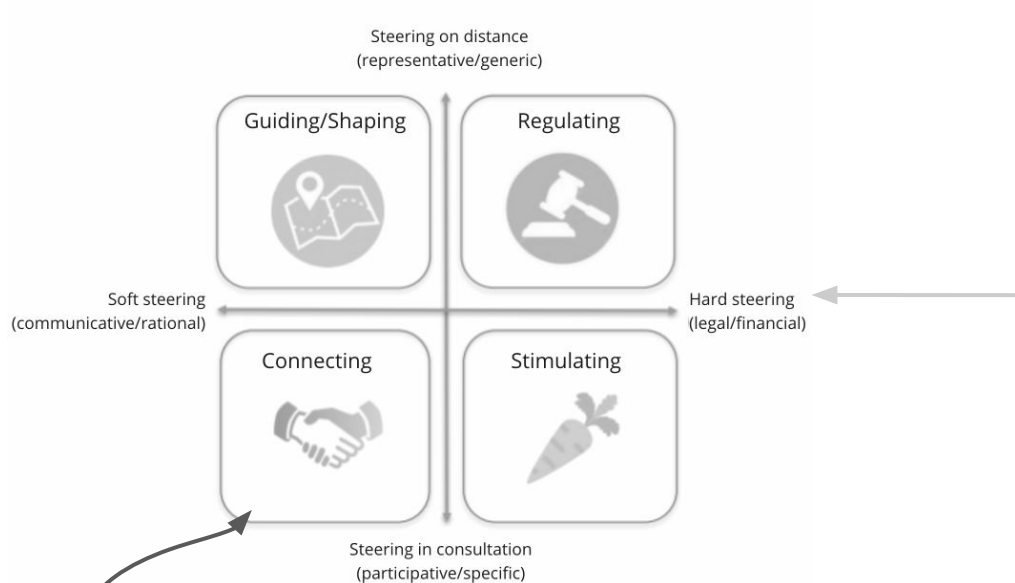 Steering on distance
(representative/generic)
Guiding/Shaping
Regulating
Soft steering
(communicative/rational)
Hard steering
(legal/financial)
Connecting
Stimulating
Steering in consultation
(participative/specific)